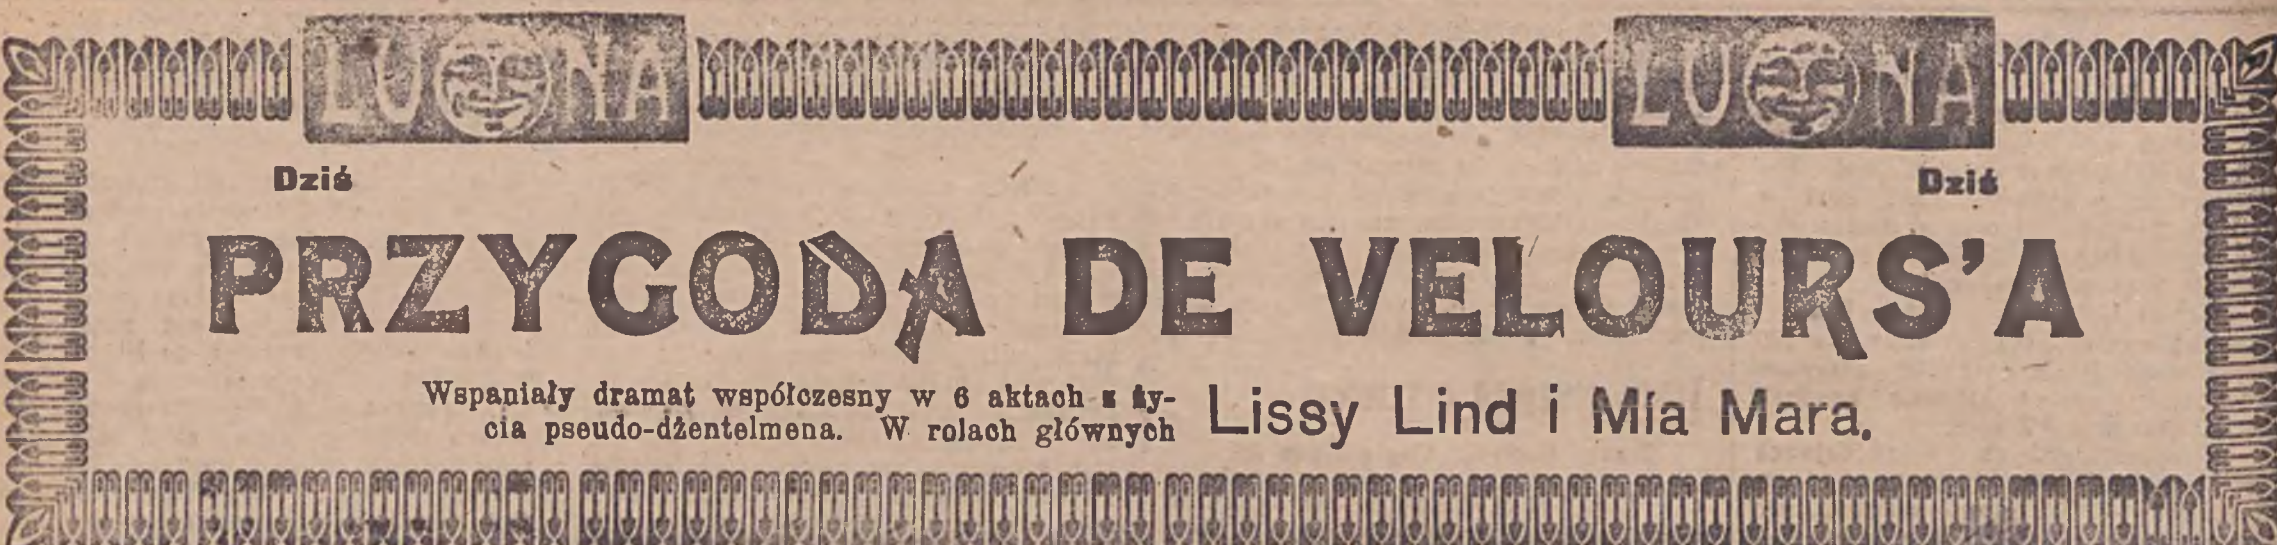 LUNA LUNA
Dziś Dziś
PRZYGODA DE VELOURS'A
Wspaniały dramat współczesny w 6 aktach z ży-
cia pseudo-dżentelmena. W rolach głównych
Lissy Lind i Mia Mara.